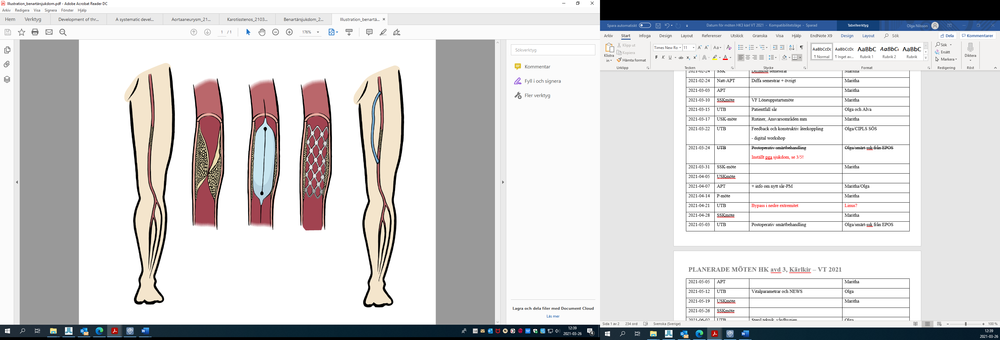 Illustration_benartärsjukdom.pdf - Adobe Acrobat Reader DC
Arkiv Redigera Visa Signera Fönster Hjälp
Hem Verktyg Development of thr... A systematic devel... Aortaaneurysm_21... Karotisstenos_2103... Benartärsjukdom_2... Illustration_benartä...
1 / 1 176%
Sökverktyg
Kommentar
Fyll i och signera
Fler verktyg
Lagra och dela filer med Document Cloud
Läs mer
12:39
2021-03-26
4
Spara automatiskt Datum för möten HK3 kärl VT 2021 - Kompatibilitetsläge - Sparad Tabellverktyg Olga Nilsson
Arkiv Start Infoga Design Layout Referenser Utskick Granska Visa Hjälp EndNote X9 Design Layout Sök Dela Kommentarer
Klistra in
Klipp ut
Kopiera
Hämta format
Urklipp
Times New Ro 11
F K U ab x₂ x²
Tecken
Stycke
AaBbCcDc AaBbCcDc AaBbC AaBbCc AaBbC
¶ Normal ¶ Inget av... Rubrik 1 Rubrik 2 Rubrik
Format
Sök
Ersätt
Markera
Redigering
Diktera
Röst
2021-02-24 SSK Diffmöte semestrar Maritha
2021-02-24 Natt-APT Diffa semestrar + övrigt Maritha
2021-03-03 APT Maritha
2021-03-10 SSKmöte VF Löneuppstartsmöte Maritha
2021-03-15 UTB Patientfall sår Olga och Alva
2021-03-17 USK-möte Rutiner, Ansvarsområden mm Maritha
2021-03-22 UTB Feedback och konstruktiv återkoppling Olga/CIPLS SÖS
- digital workshop
2021-03-24 UTB Postoperativ smärtbehandling Olga/smärt-ssk från EPOS
Inställt pga sjukdom, se 3/5!
2021-03-31 SSK-möte Maritha
2021-04-05 USKmöte
2021-04-07 APT + info om nytt sår-PM Maritha/Olga
2021-04-14 P-möte Maritha
2021-04-21 UTB Bypass i nedre extremitet Linus?
2021-04-28 SSKmöte Maritha
2021-05-03 UTB Postoperativ smärtbehandling Olga/smärt-ssk från EPOS
PLANERADE MÖTEN HK avd 3, Kärlkir – VT 2021
2021-05-05 APT Maritha
2021-05-12 UTB Vitalparametrar och NEWS Olga
2021-05-19 USKmöte Maritha
2021-05-26 SSKmöte
2021-06-02 UTB Steril teknik, vårdhygien Olga
Sida 1 av 2 234 ord Svenska (Sverige) 100 %
12:39
2021-03-26